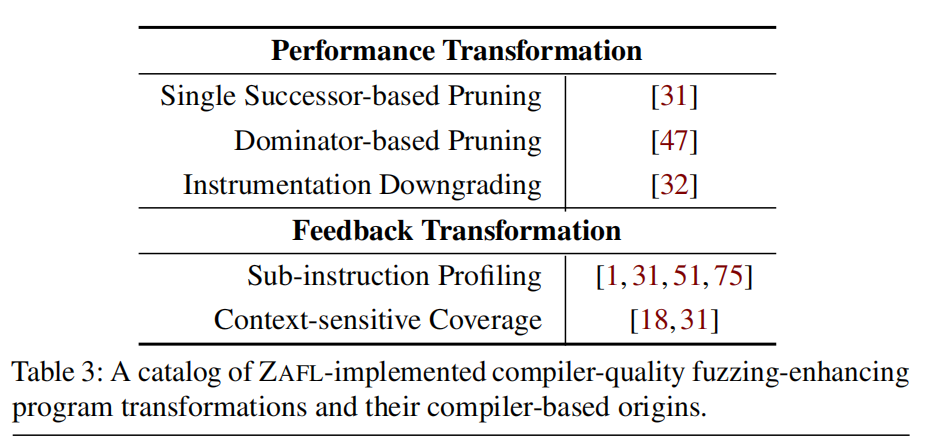 Performance Transformation
Single Successor-based Pruning [31]
Dominator-based Pruning [47]
Instrumentation Downgrading [32]
Feedback Transformation
Sub-instruction Profiling [1, 31, 51, 75]
Context-sensitive Coverage [18, 31]
Table 3: A catalog of ZAFL-implemented compiler-quality fuzzing-enhancing
program transformations and their compiler-based origins.